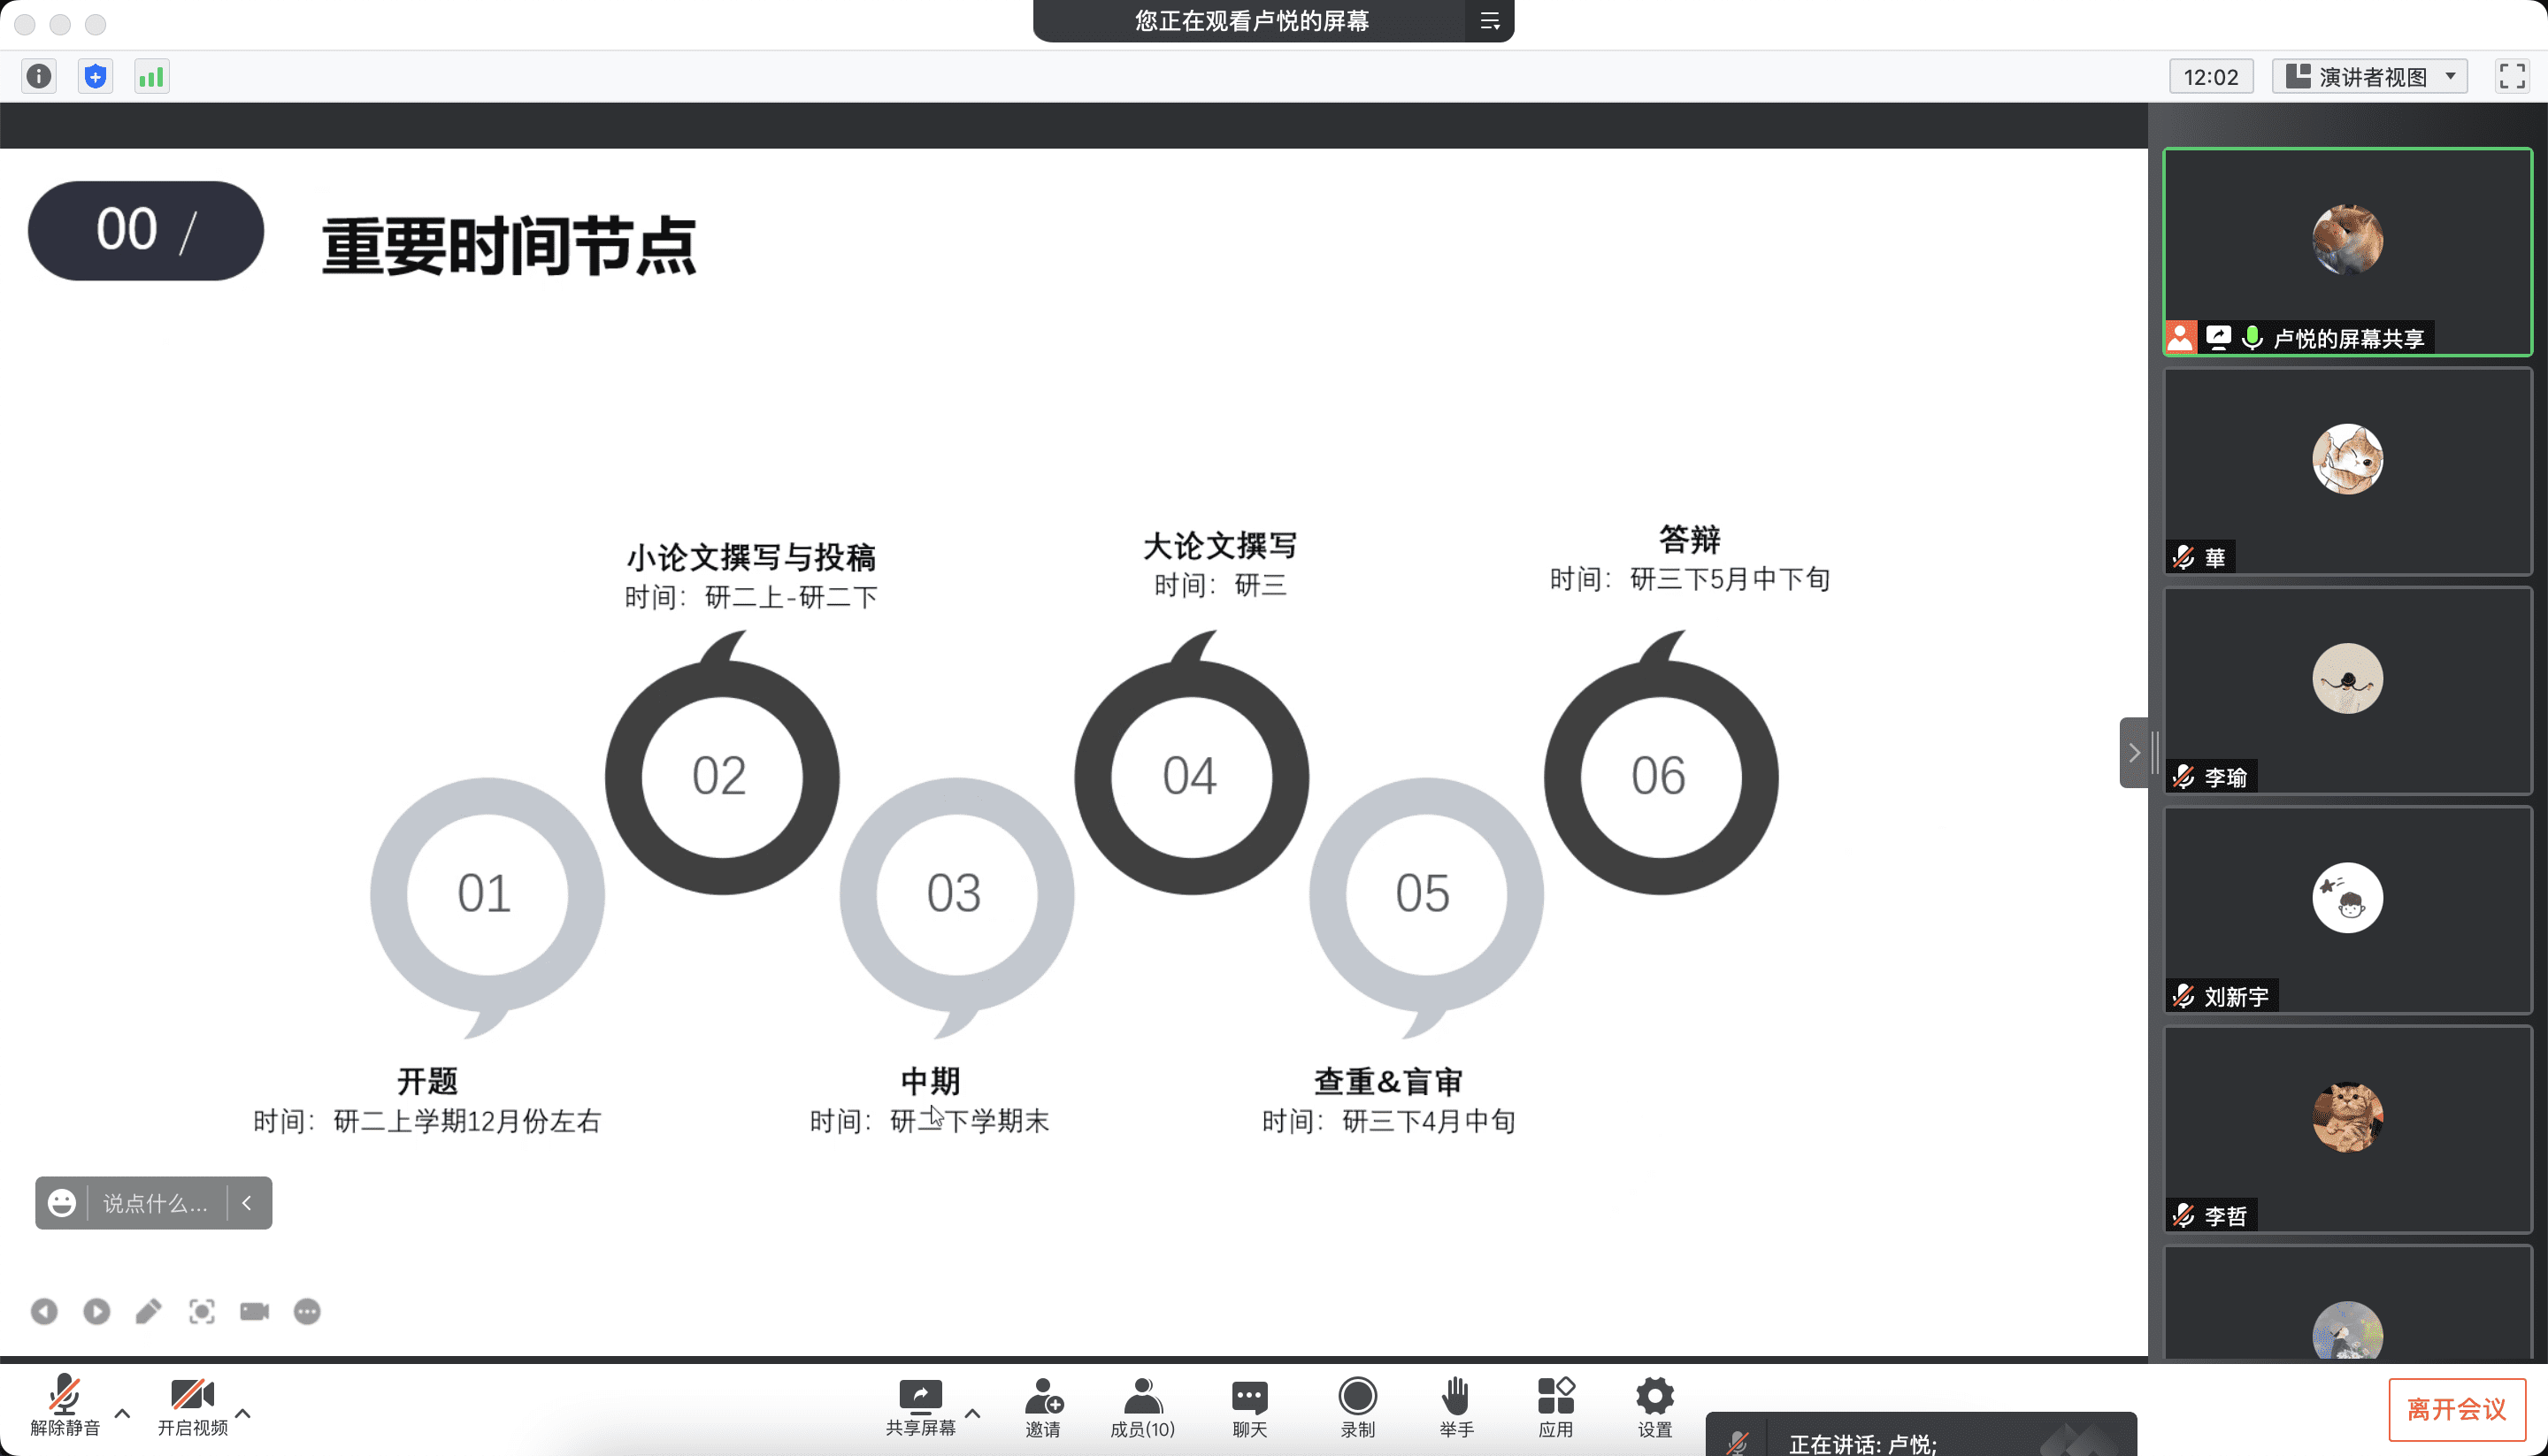 您正在观看卢悦的屏幕
12:02
演讲者视图
00 /
重要时间节点
小论文撰写与投稿
时间：研二上-研二下
大论文撰写
时间：研三
答辩
时间：研三下5月中下旬
02
04
06
01
03
05
开题
时间：研二上学期12月份左右
中期
时间：研二下学期末
查重&盲审
时间：研三下4月中旬
说点什么...
卢悦的屏幕共享
華
李瑜
刘新宇
李哲
解除静音
开启视频
共享屏幕
邀请
成员(10)
聊天
录制
举手
应用
设置
正在讲话: 卢悦;
离开会议